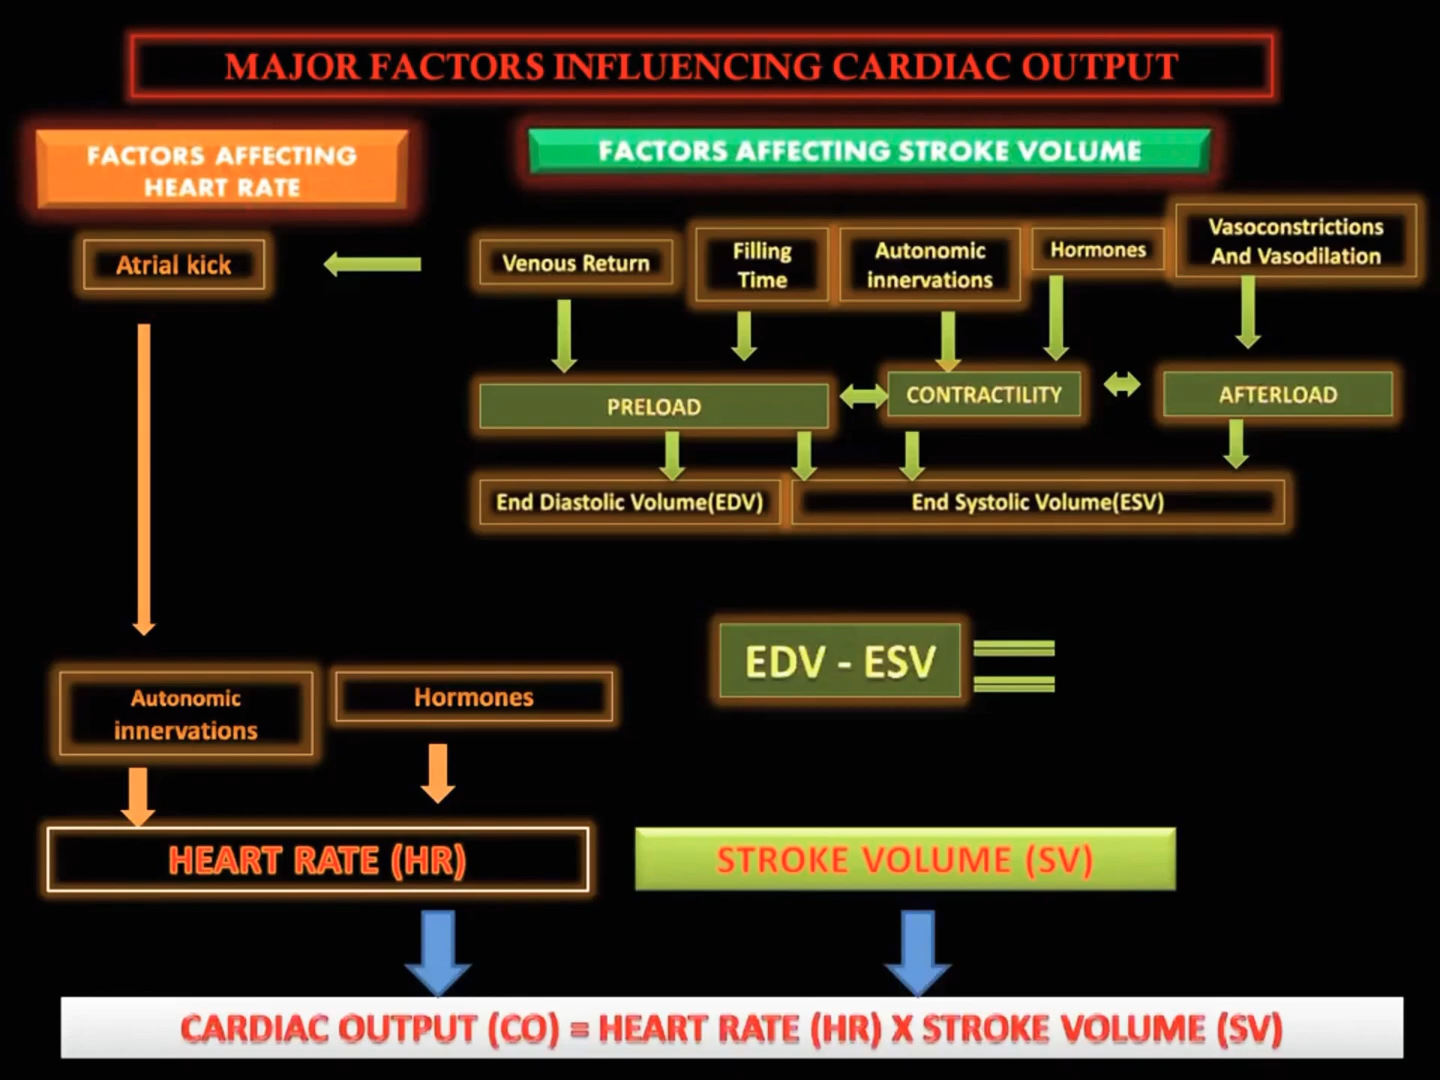 MAJOR FACTORS INFLUENCING CARDIAC OUTPUT
FACTORS AFFECTING
HEART RATE
FACTORS AFFECTING STROKE VOLUME
Atrial kick
Venous Return
Filling
Time
Autonomic
innervations
Hormones
Vasoconstrictions
And Vasodilation
PRELOAD
CONTRACTILITY
AFTERLOAD
End Diastolic Volume(EDV)
End Systolic Volume(ESV)
EDV - ESV
Autonomic
innervations
Hormones
HEART RATE (HR)
STROKE VOLUME (SV)
CARDIAC OUTPUT (CO) = HEART RATE (HR) X STROKE VOLUME (SV)